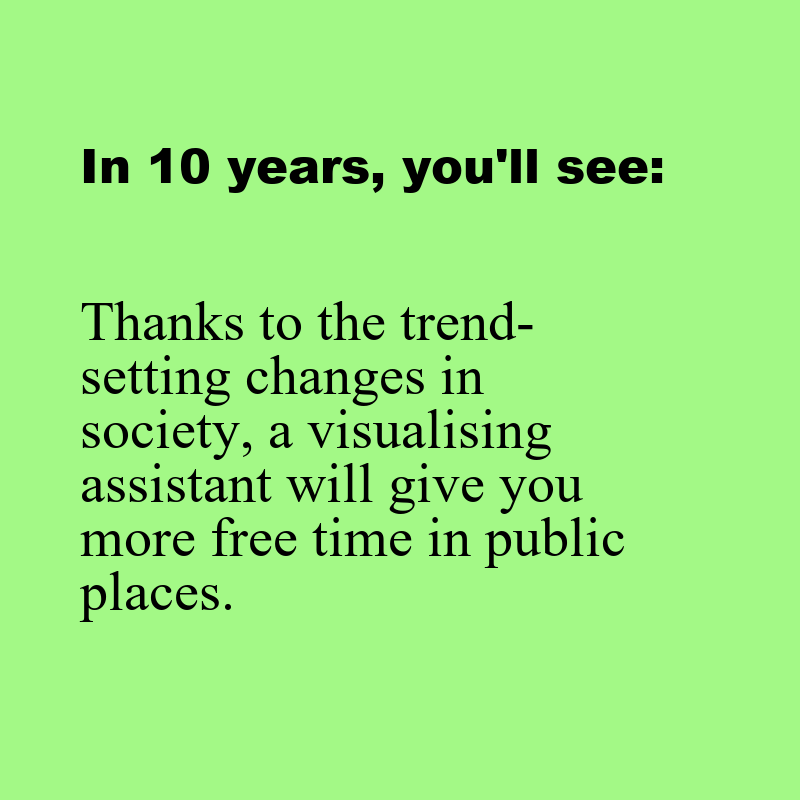 In 10 years, you'll see:
Thanks to the trend-
setting changes in
society, a visualising
assistant will give you
more free time in public
places.